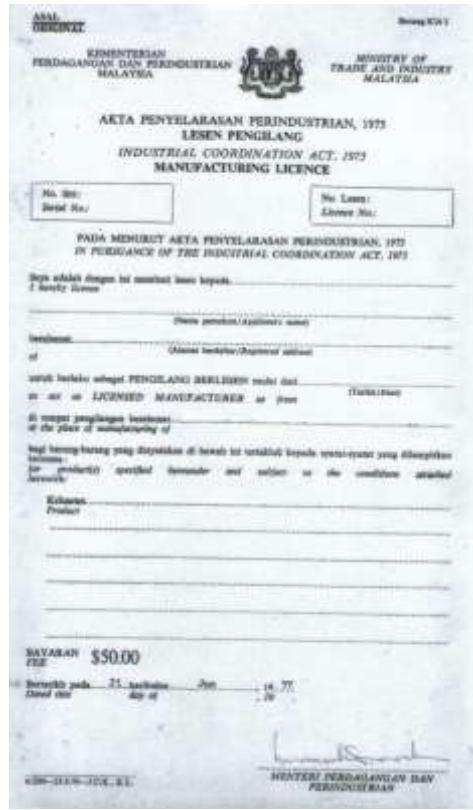 ASAL
ORIGINAL
KEMENTERIAN
PERDAGANGAN DAN PERINDUSTRIAN
MALAYSIA
MINISTRY OF
TRADE AND INDUSTRY
MALAYSIA
AKTA PENYELARASAN PERINDUSTRIAN, 1975
LESEN PENGILANG
INDUSTRIAL COORDINATION ACT, 1975
MANUFACTURING LICENCE
No. Siri:
Serial No.:
No. Lesen:
Licence No.:
PADA MENURUT AKTA PENYELARASAN PERINDUSTRIAN, 1975
IN PURSUANCE OF THE INDUSTRIAL COORDINATION ACT, 1975
Saya adalah dengan ini memberi lesen kepada
I hereby license
(Nama pemohon/Applicant's name)
beralamat
(Alamat berdaftar/Registered address)
of
untuk berlaku sebagai PENGILANG BERLESEN mulai dari
(Tarikh/Date)
to act as LICENSED MANUFACTURER as from
di tempat pengilangan beralamat
at the place of manufacturing of
bagi barang-barang yang dinyatakan di bawah ini tertakluk kepada syarat-syarat yang dilampirkan
bersama:
for product(s) specified hereunder and subject to the conditions attached
herewith:
Keluaran
Product
BAYARAN
FEE
$50.00
Bertarikh pada 21 haribulan Jun 19 77
Dated this day of 19
MENTERI PERDAGANGAN DAN
PERINDUSTRIAN